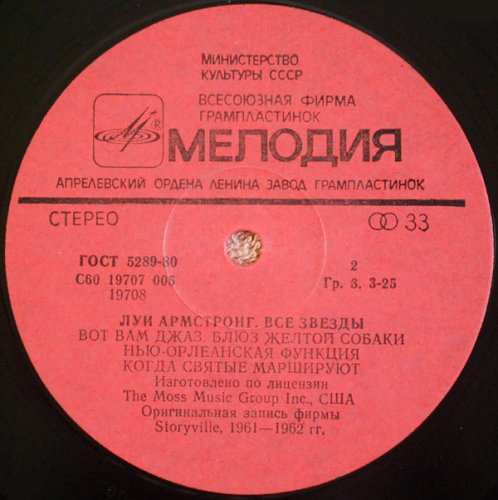 МИНИСТЕРСТВО
КУЛЬТУРЫ СССР
ВСЕСОЮЗНАЯ ФИРМА
ГРАМПЛАСТИНОК
® МЕЛОДИЯ
АПРЕЛЕВСКИЙ ОРДЕНА ЛЕНИНА ЗАВОД ГРАМПЛАСТИНОК
СТЕРЕО 33
ГОСТ 5289-80 2
С60 19707 005 Гр. 3. 3-25
19708
ЛУИ АРМСТРОНГ. ВСЕ ЗВЕЗДЫ
ВОТ ВАМ ДЖАЗ. БЛЮЗ ЖЕЛТОЙ СОБАКИ
НЬЮ-ОРЛЕАНСКАЯ ФУНКЦИЯ
КОГДА СВЯТЫЕ МАРШИРУЮТ
Изготовлено по лицензии
The Moss Music Group Inc., США
Оригинальная запись фирмы
Storyville, 1961—1962 гг.